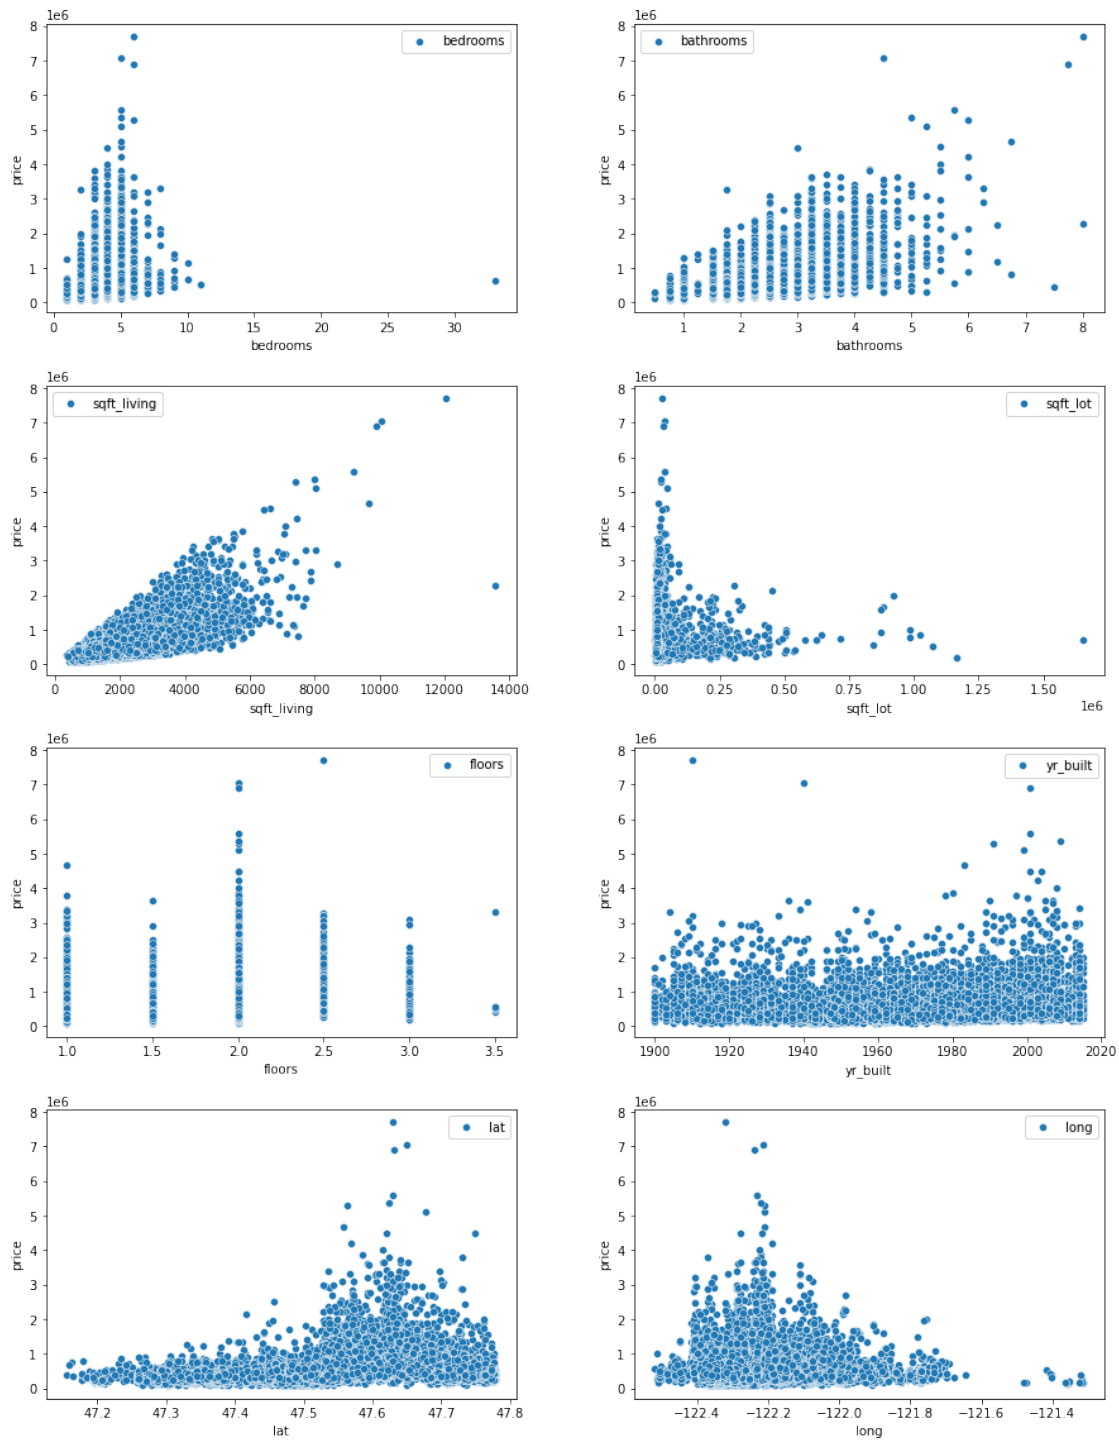 1e6
8
7
6
5
4
3
2
1
0
price
bedrooms
0 5 10 15 20 25 30
bedrooms
1e6
8
7
6
5
4
3
2
1
0
price
bathrooms
1 2 3 4 5 6 7 8
bathrooms
1e6
8
7
6
5
4
3
2
1
0
price
sqft_living
0 2000 4000 6000 8000 10000 12000 14000
sqft_living
1e6
8
7
6
5
4
3
2
1
0
price
sqft_lot
0.00 0.25 0.50 0.75 1.00 1.25 1.50
1e6
sqft_lot
1e6
8
7
6
5
4
3
2
1
0
price
floors
1.0 1.5 2.0 2.5 3.0 3.5
floors
1e6
8
7
6
5
4
3
2
1
0
price
yr_built
1900 1920 1940 1960 1980 2000 2020
yr_built
1e6
8
7
6
5
4
3
2
1
0
price
lat
47.2 47.3 47.4 47.5 47.6 47.7 47.8
lat
1e6
8
7
6
5
4
3
2
1
0
price
long
−122.4 −122.2 −122.0 −121.8 −121.6 −121.4
long